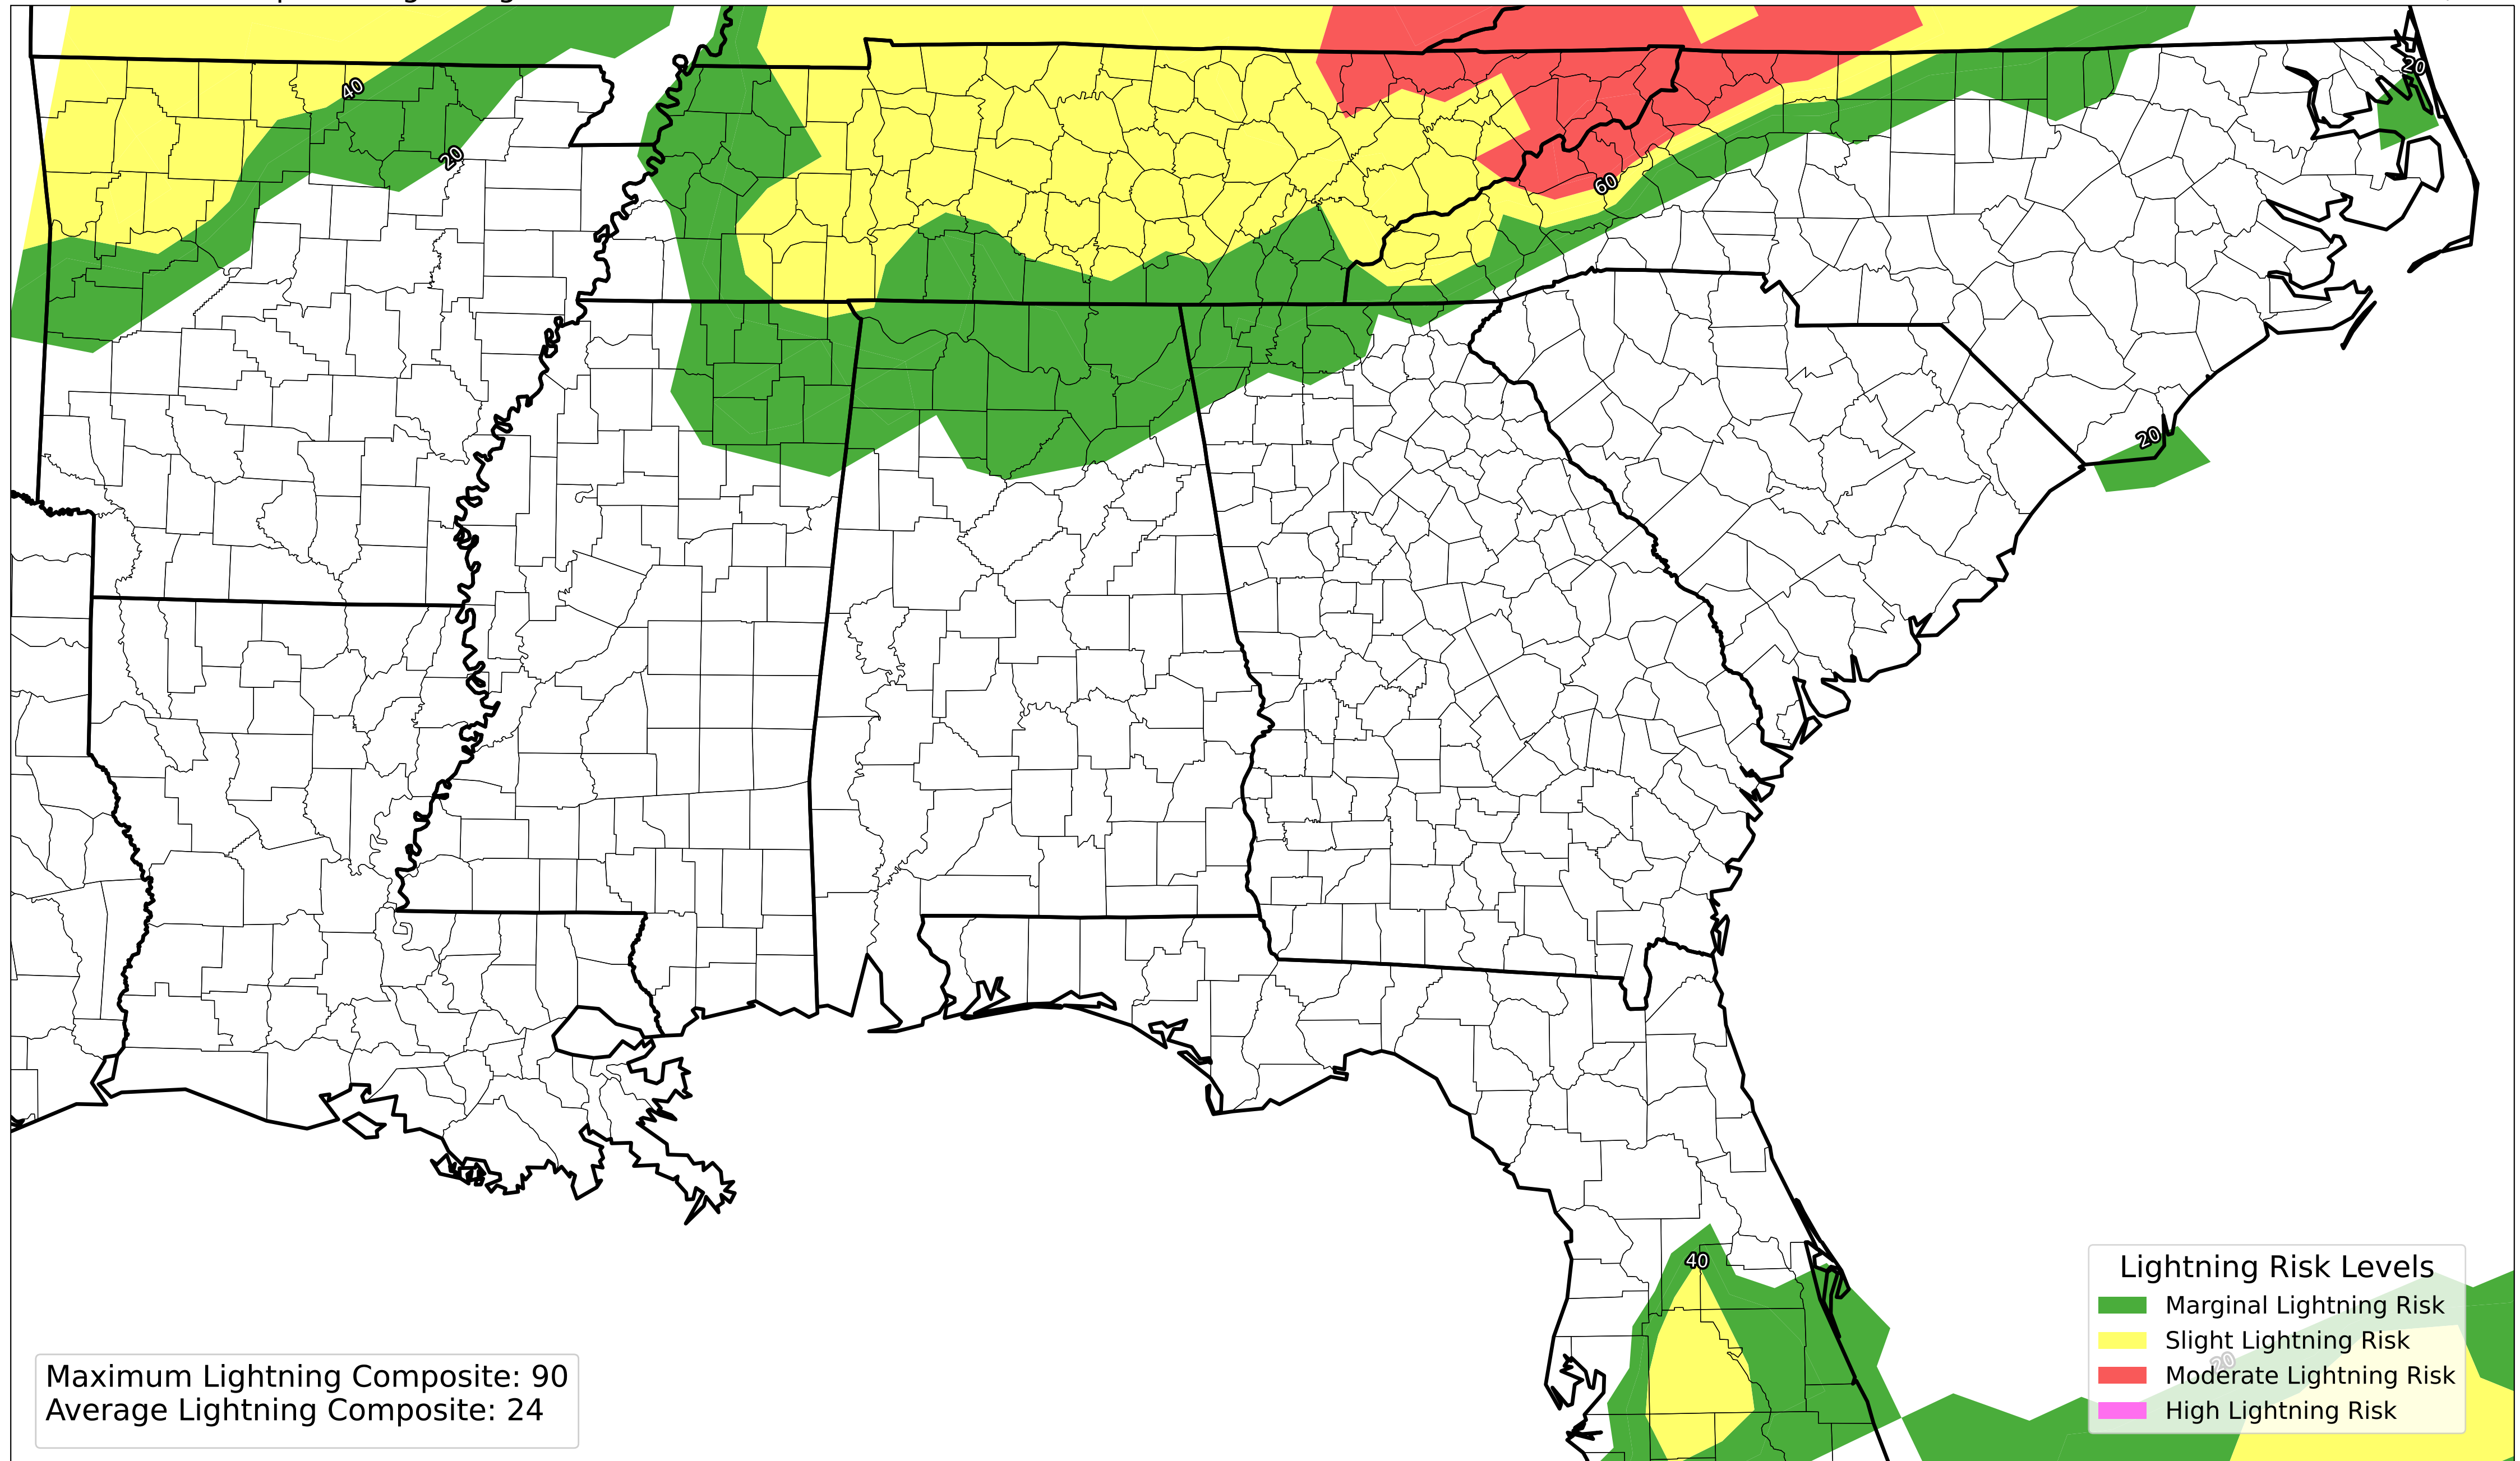 20
40
20
60
20
40
20
Lightning Risk Levels
Marginal Lightning Risk
Slight Lightning Risk
Moderate Lightning Risk
High Lightning Risk
Maximum Lightning Composite: 90
Average Lightning Composite: 24